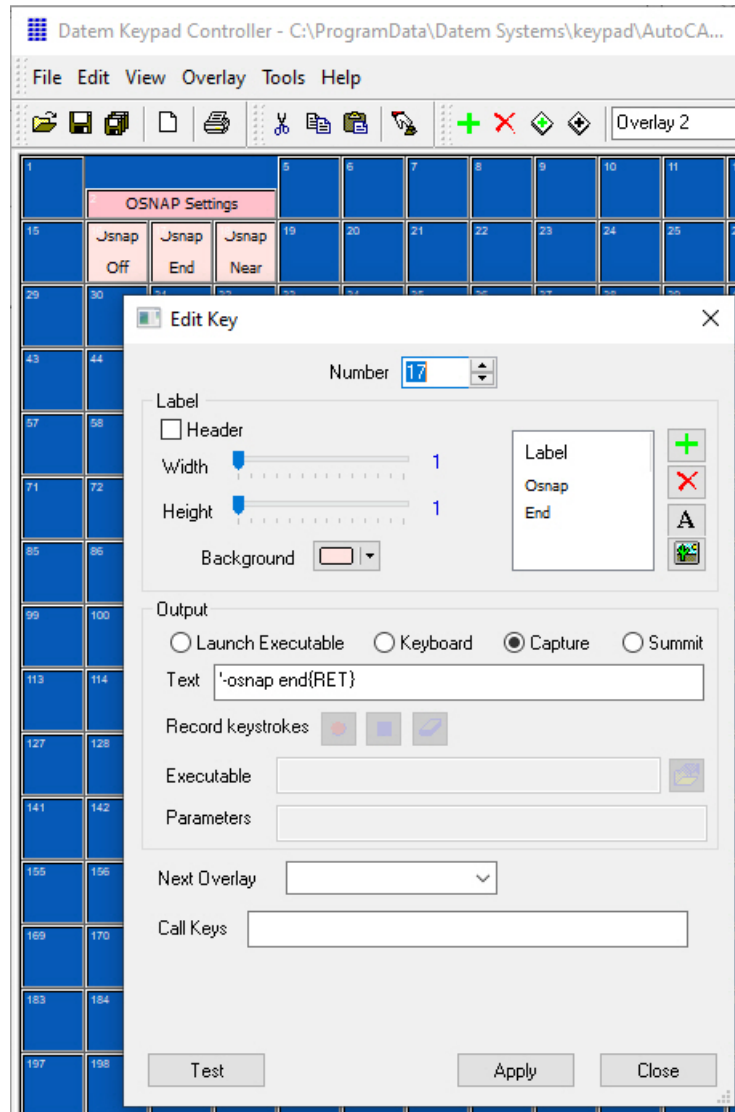 Datem Keypad Controller - C:\ProgramData\Datem Systems\keypad\AutoCA...
File Edit View Overlay Tools Help
Overlay 2
1 5 6 7 8 9 10 11
OSNAP Settings
15 Osnap Osnap Osnap 19 20 21 22 23 24 25
Off End Near
29 30
Edit Key
Number 17
43 44
Label
57 58
Header
Width 1
Label
71 72
Osnap
Height 1
End
A
85 86
Background
99 100
Output
Launch Executable Keyboard Capture Summit
113 114
Text '-osnap end{RET}
Record keystrokes
127 128
Executable
141 142
Parameters
155 156
Next Overlay
169 170
Call Keys
183 184
197 198
Test Apply Close